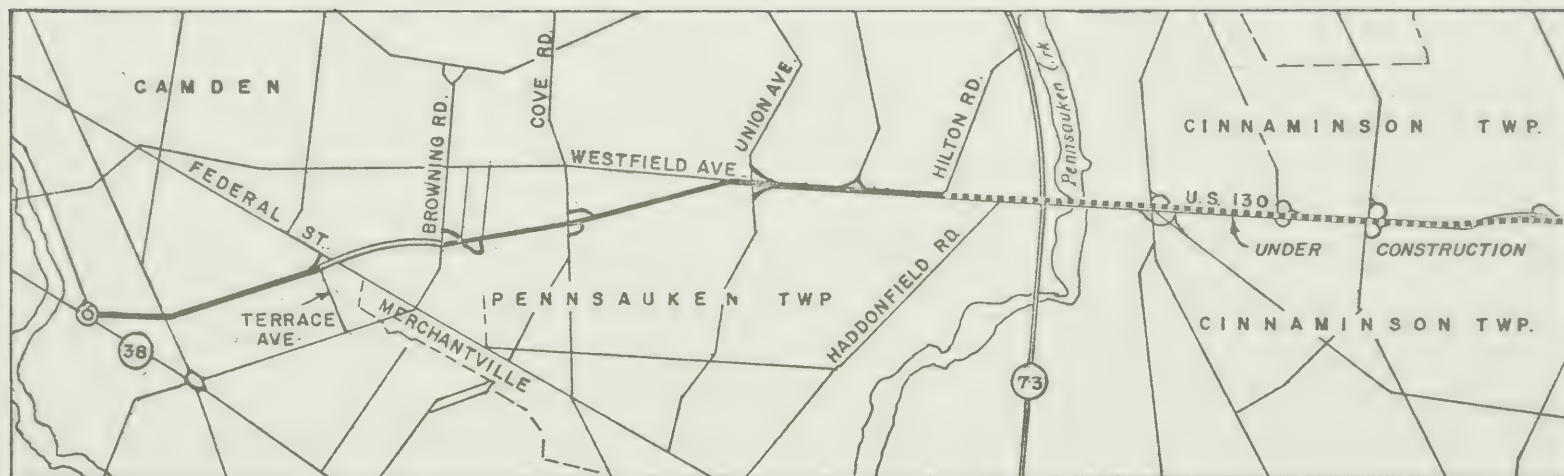 CAMDEN
BROWNING RD.
COVE RD.
UNION AVE.
HILTON RD.
Pennsauken Crk
CINNAMINSON TWP.
WESTFIELD AVE.
FEDERAL ST.
U.S. 130
UNDER CONSTRUCTION
PENNSAUKEN TWP
HADDONFIELD RD.
CINNAMINSON TWP.
TERRACE
AVE.
MERCHANTVILLE
38
73